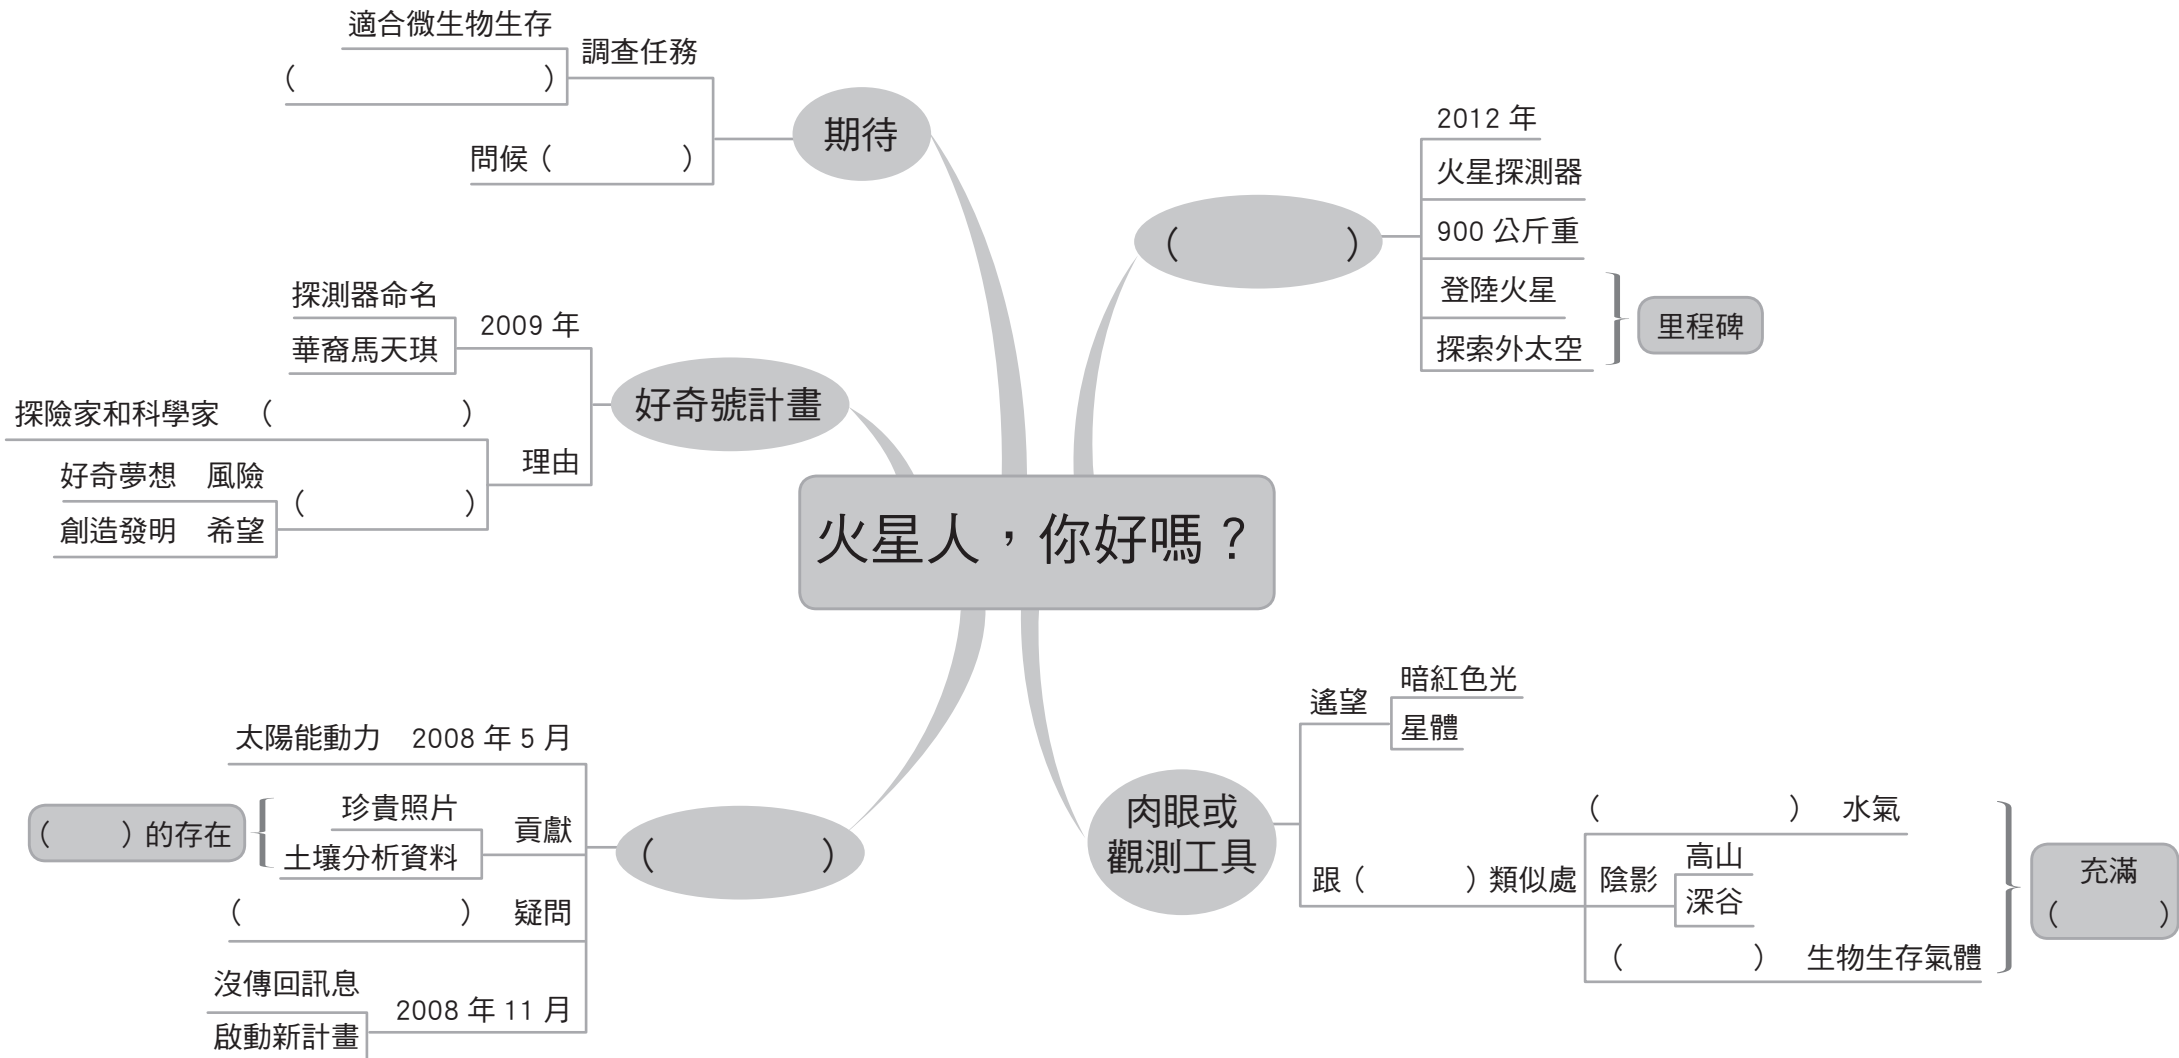 火星人，你好嗎？
期待
調查任務
適合微生物生存
（　　　　）
問候（　　　　）
（　　　　）
2012 年
火星探測器
900 公斤重
登陸火星
探索外太空
里程碑
好奇號計畫
2009 年
探測器命名
華裔馬天琪
理由
探險家和科學家　（　　　　）
（　　　　）
好奇夢想　風險
創造發明　希望
（　　　　）
太陽能動力　2008 年 5 月
貢獻
珍貴照片
土壤分析資料
（　　）的存在
（　　　　）　疑問
2008 年 11 月
沒傳回訊息
啟動新計畫
肉眼或
觀測工具
遙望
暗紅色光
星體
跟（　　　）類似處
（　　　　）　水氣
陰影
高山
深谷
（　　　　）　生物生存氣體
充滿
（　　　）